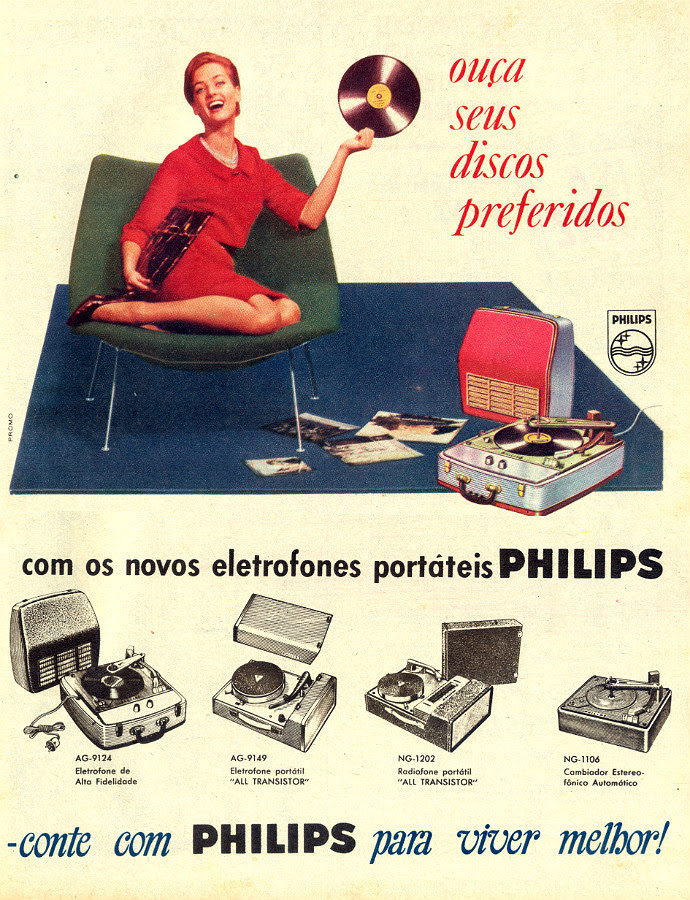 ouça
seus
discos
preferidos
PHILIPS
PROMO
com os novos eletrofones portáteis PHILIPS
AG-9124
Eletrofone de
Alta Fidelidade
AG-9149
Eletrofone portátil
"ALL TRANSISTOR"
NG-1202
Radiofone portátil
"ALL TRANSISTOR"
NG-1106
Cambiador Estereo-
fônico Automático
-conte com PHILIPS para viver melhor!